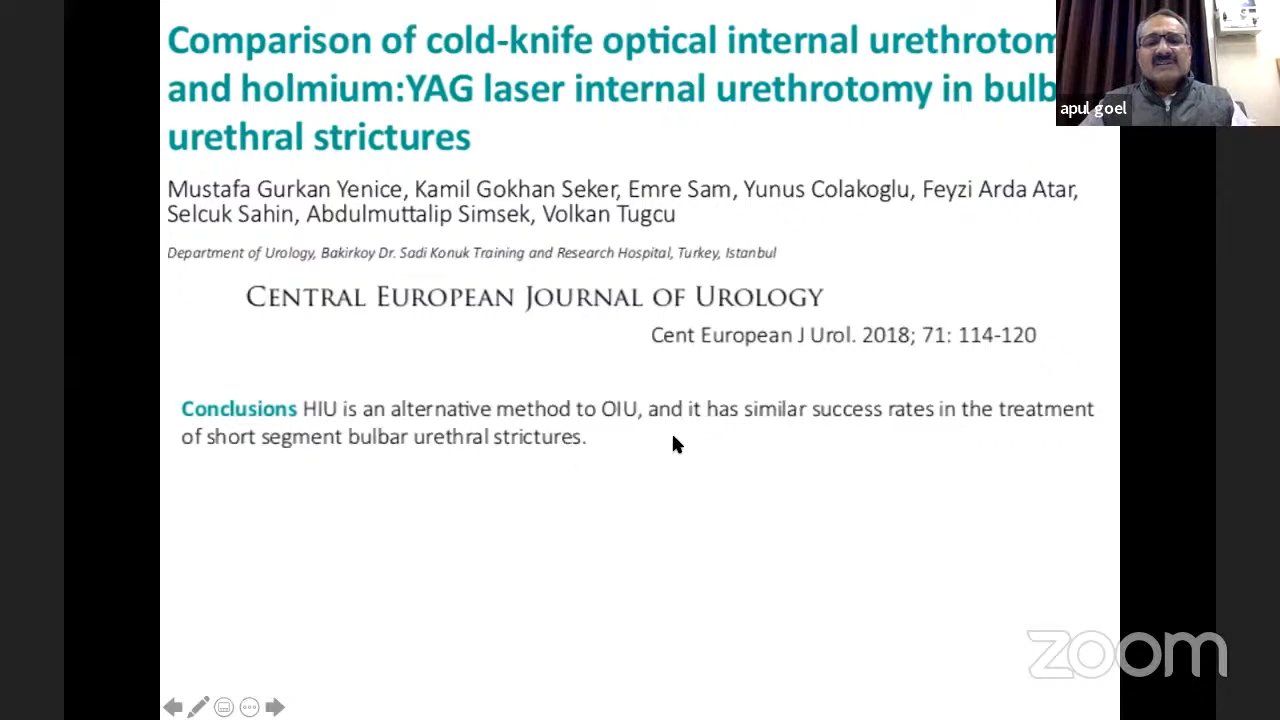 Comparison of cold-knife optical internal
and holmium:YAG laser internal urethrotomy in
urethral strictures
Mustafa Gurkan Yenice, Kamil Gokhan Seker, Emre Sam, Yunus Colakoglu, Feyzi Arda Atar,
Selcuk Sahin, Abdulmuttalip Simsek, Volkan Tugcu
Department of Urology, Bakirkoy Dr. Sadi Konuk Training and Research Hospital, Turkey, Istanbul
CENTRAL EUROPEAN JOURNAL OF UROLOGY
Cent European J Urol. 2018; 71: 114-120
Conclusions HIU is an alternative method to OIU, and it has similar success rates in the treatment
of short segment bulbar urethral strictures.
apul goel
zoom